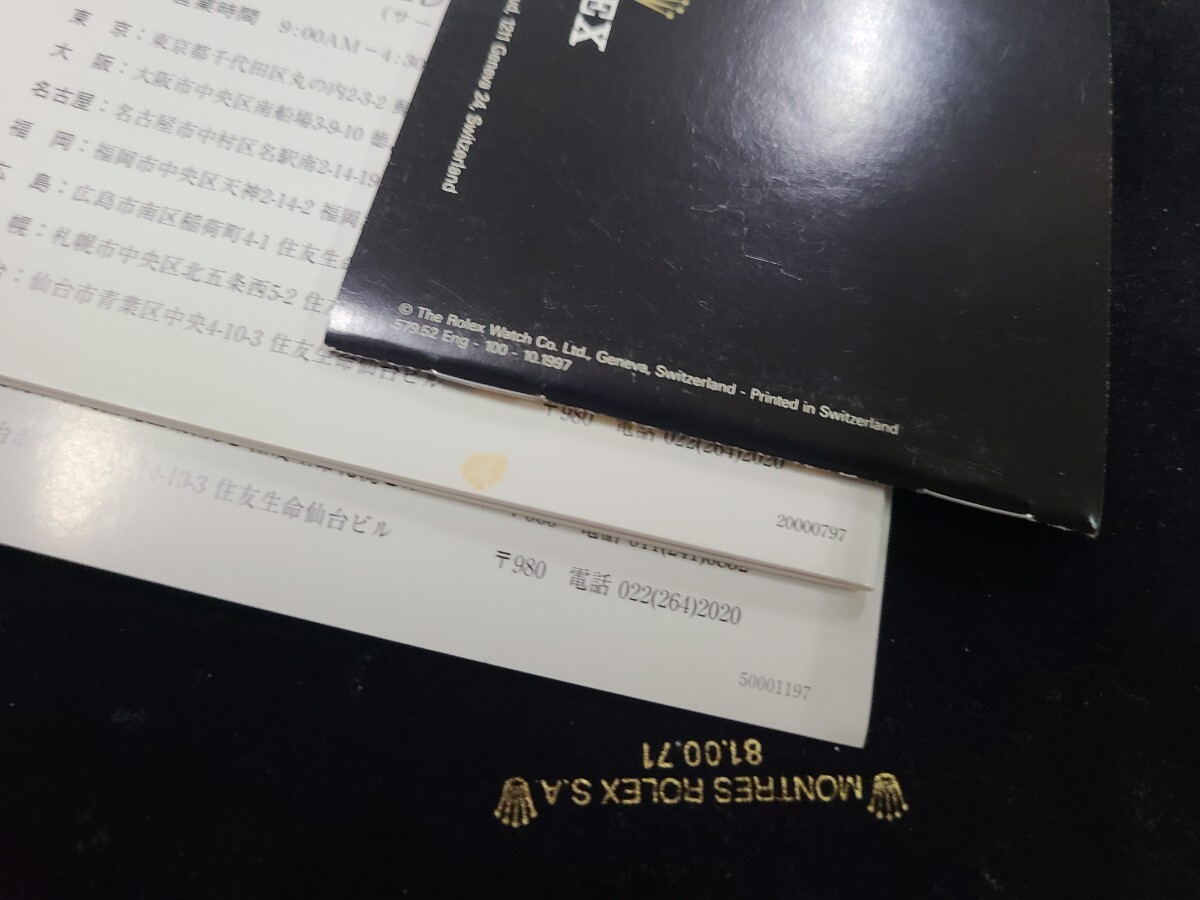 営業時間 9:00AM-4:30
(サー
東 京:東京都千代田区丸の内2-3-2
大 阪:大阪市中央区南船場3-9-10
名古屋:名古屋市中村区名駅南2-14-19
福 岡:福岡市中央区天神2-14-2 福岡
広 島:広島市南区稲荷町4-1 住友生命
幌:札幌市中央区北五条西5-2 住友
台:仙台市青葉区中央4-10-3 住友生命仙台ビル
〒980 電話 022(264)2020
20000797
EX
td. 1211 Geneva 24, Switzerland
© The Rolex Watch Co. Ltd., Geneva, Switzerland - Printed in Switzerland
579.52 Eng - 100 - 10.1997
4-10-3 住友生命仙台ビル
〒980 電話 022(264)2020
50001197
MONTRES ROLEX S.A
81.00.71